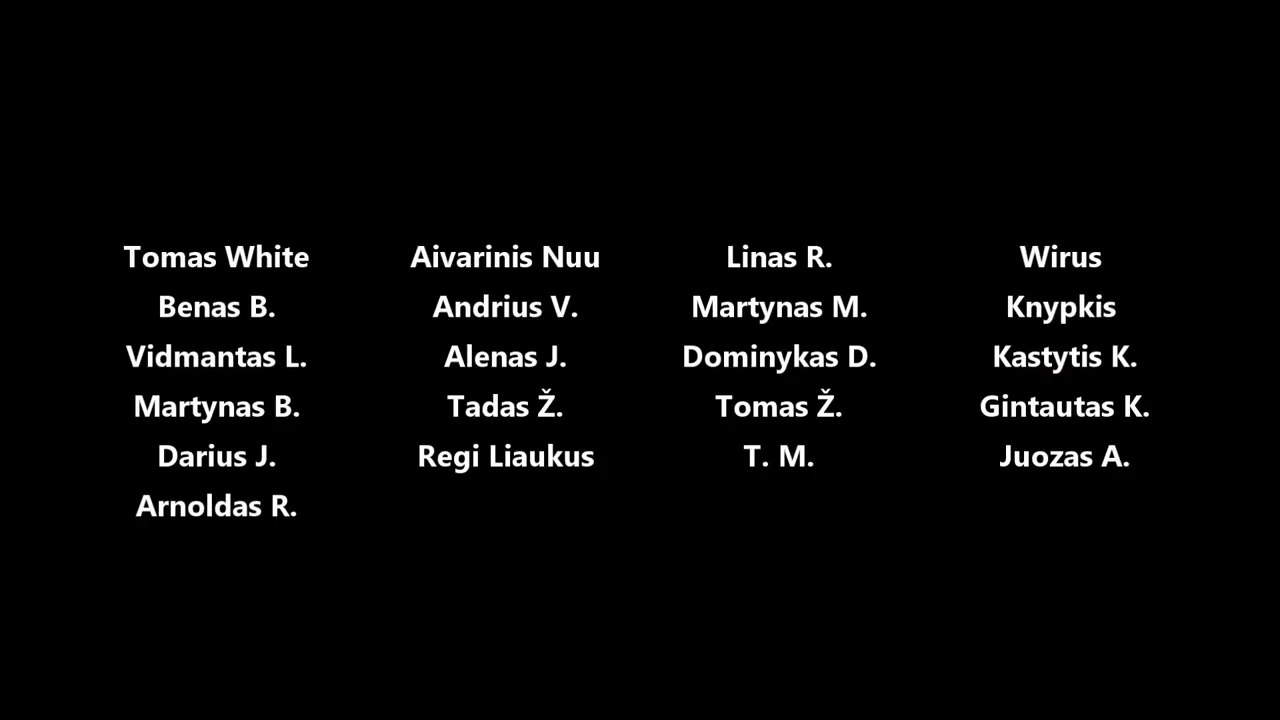 Tomas White Aivarinis Nuu Linas R. Wirus
Benas B. Andrius V. Martynas M. Knypkis
Vidmantas L. Alenas J. Dominykas D. Kastytis K.
Martynas B. Tadas Ž. Tomas Ž. Gintautas K.
Darius J. Regi Liaukus T. M. Juozas A.
Arnoldas R.